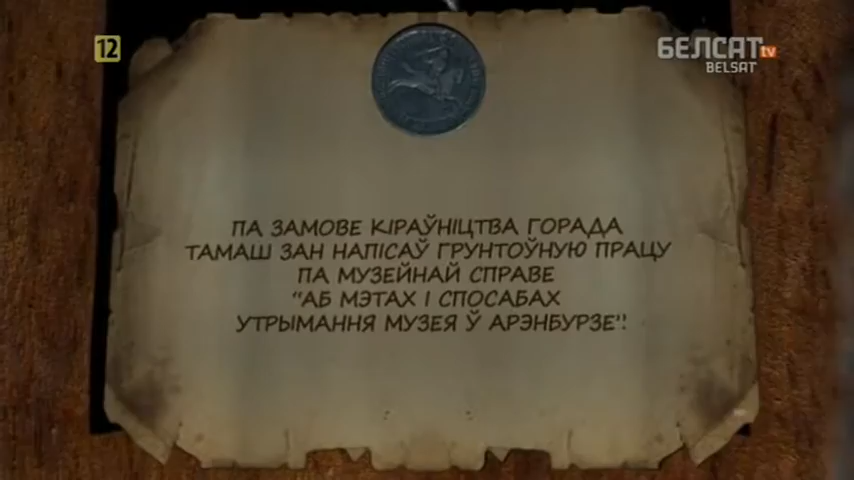 12
БЕЛСАТ tv
BELSAT
ПА ЗАМОВЕ КІРАЎНІЦТВА ГОРАДА
ТАМАШ ЗАН НАПІСАЎ ГРУНТОЎНУЮ ПРАЦУ
ПА МУЗЕЙНАЙ СПРАВЕ
“АБ МЭТАХ І СПОСАБАХ
УТРЫМАННЯ МУЗЕЯ Ў АРЭНБУРЗЕ”.